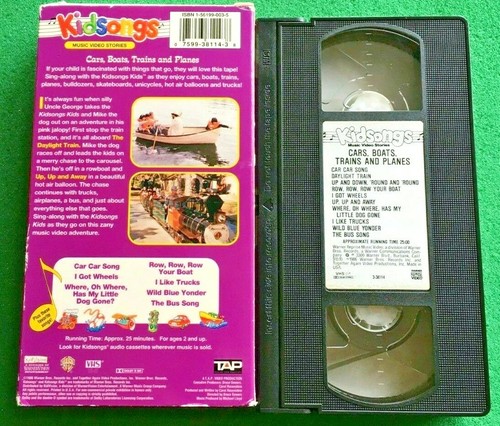 Kidsongs
MUSIC VIDEO STORIES
ISBN 1-56199-003-5
7599-38114-3
Cars, Boats, Trains and Planes
If your child is fascinated with things that go, they will love this tape!
Sing-along with the Kidsongs Kids as they enjoy cars, boats, trains,
planes, bulldozers, skateboards, unicycles, hot air balloons and trucks!
It's always fun when silly
Uncle George takes the
Kidsongs Kids and Mike the
dog out on an adventure in his
pink jalopy! First stop the train
station, and it's all aboard The
Daylight Train. Mike the dog
races off and leads the kids on
a merry chase to the carousel.
Then he's off in a rowboat and
Up, Up and Away in a beautiful
hot air balloon. The chase
continues with trucks,
airplanes, a bus, and just about
everything else that goes.
Sing-along with the Kidsongs
Kids as they go on this zany
music video adventure.
Plus these favorite songs!
Car Car Song
I Got Wheels
Where, Oh Where,
Has My Little
Dog Gone?
Row, Row, Row
Your Boat
I Like Trucks
Wild Blue Yonder
The Bus Song
Running Time: Approx. 25 minutes. For ages 2 and up.
Look for Kidsongs audio cassettes wherever music is sold.
VHS
TAP
Kidsongs
Music Video Stories
CARS, BOATS,
TRAINS AND PLANES
CAR CAR SONG
DAYLIGHT TRAIN
UP AND DOWN, 'ROUND AND 'ROUND
ROW, ROW, ROW YOUR BOAT
I GOT WHEELS
UP, UP AND AWAY
WHERE, OH WHERE, HAS MY
LITTLE DOG GONE
I LIKE TRUCKS
WILD BLUE YONDER
THE BUS SONG
APPROXIMATE RUNNING TIME 25:00
3-38114